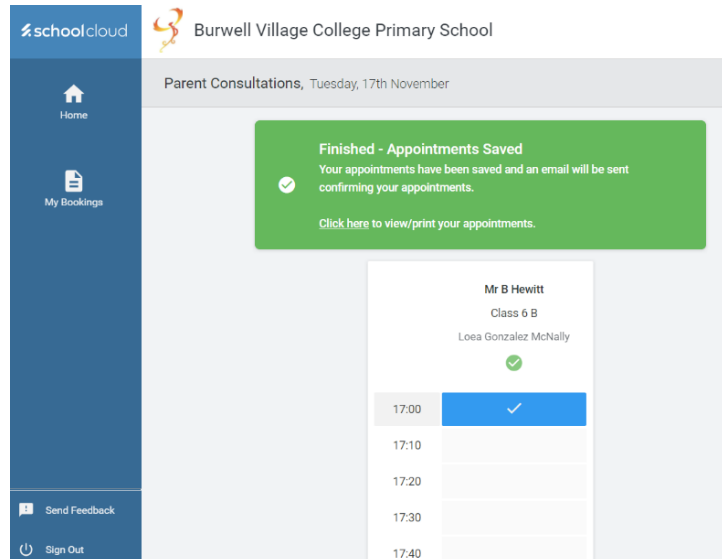 schoolcloud
Burwell Village College Primary School
Parent Consultations, Tuesday, 17th November
Home
My Bookings
Finished - Appointments Saved
Your appointments have been saved and an email will be sent
confirming your appointments.
Click here to view/print your appointments.
Mr B Hewitt
Class 6 B
Loea Gonzalez McNally
17:00
17:10
17:20
17:30
17:40
Send Feedback
Sign Out